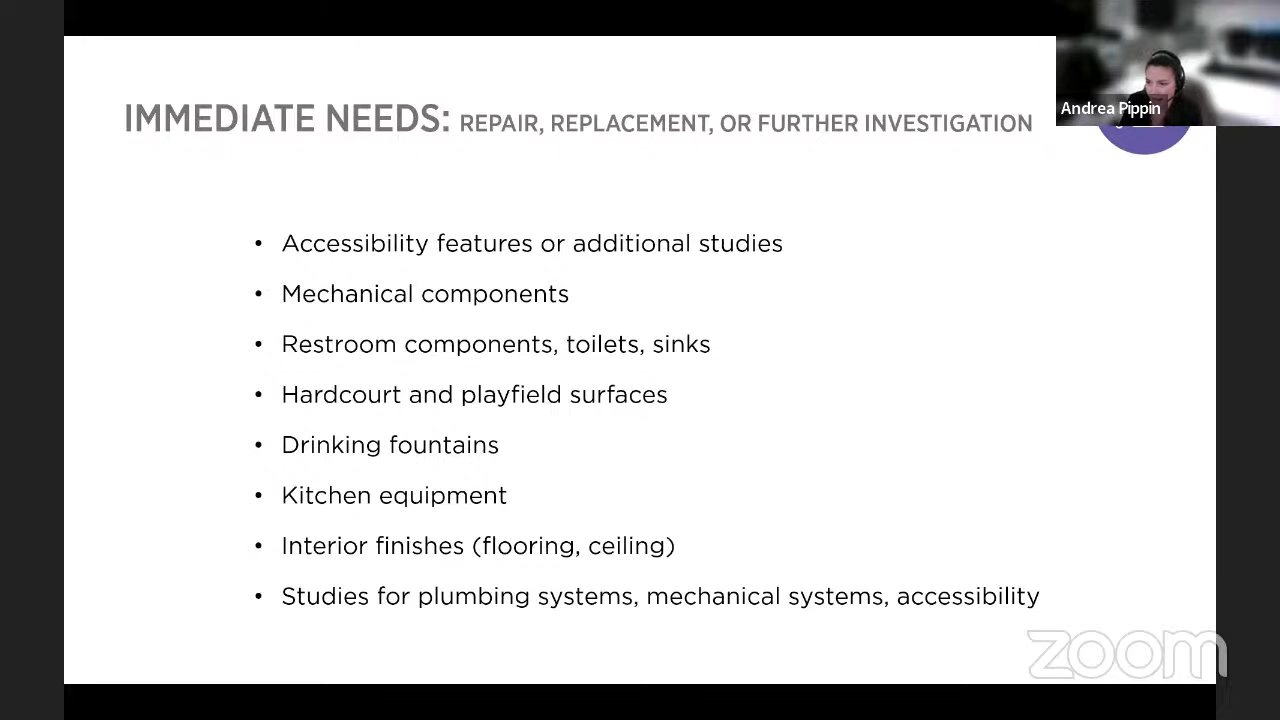 Andrea Pippin
IMMEDIATE NEEDS: REPAIR, REPLACEMENT, OR FURTHER INVESTIGATION
• Accessibility features or additional studies
• Mechanical components
• Restroom components, toilets, sinks
• Hardcourt and playfield surfaces
• Drinking fountains
• Kitchen equipment
• Interior finishes (flooring, ceiling)
• Studies for plumbing systems, mechanical systems, accessibility
zoom